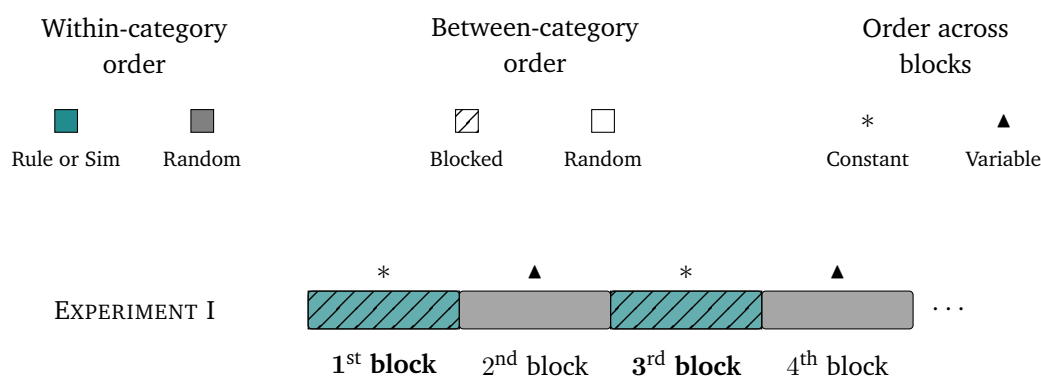 Within-category Between-category Order across
order order blocks
* ▲
Rule or Sim Random Blocked Random Constant Variable
* ▲ * ▲
EXPERIMENT I ···
1st block 2nd block 3rd block 4th block